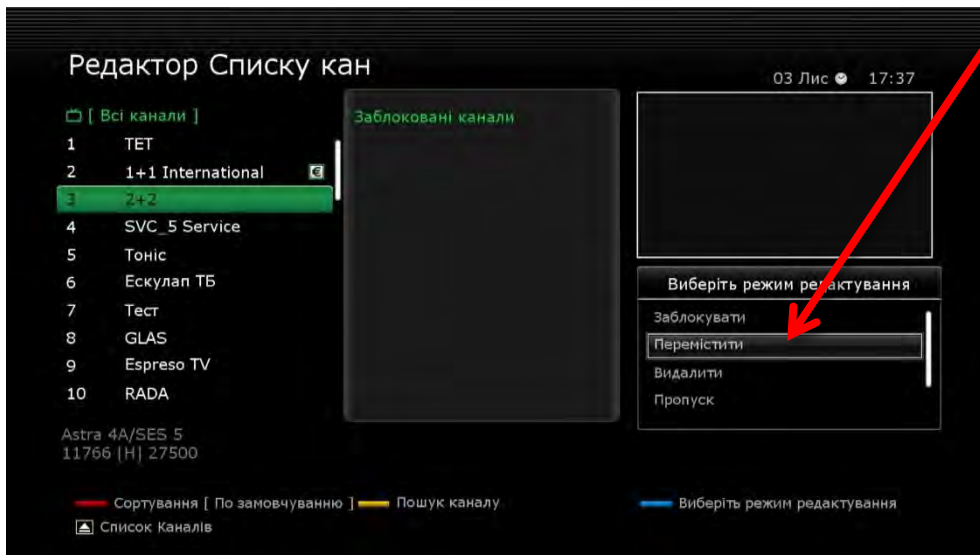 Редактор Списку кан
03 Лис 17:37
[ Всі канали ]
1 ТЕТ
2 1+1 International
3 2+2
4 SVC_5 Service
5 Тоніс
6 Ескулап ТБ
7 Тест
8 GLAS
9 Espreso TV
10 RADA
Astra 4A/SES 5
11766 [H] 27500
Заблоковані канали
Виберіть режим редактування
Заблокувати
Перемістити
Видалити
Пропуск
Сортування [ По замовчуванню ] Пошук каналу Виберіть режим редактування
Список Каналів